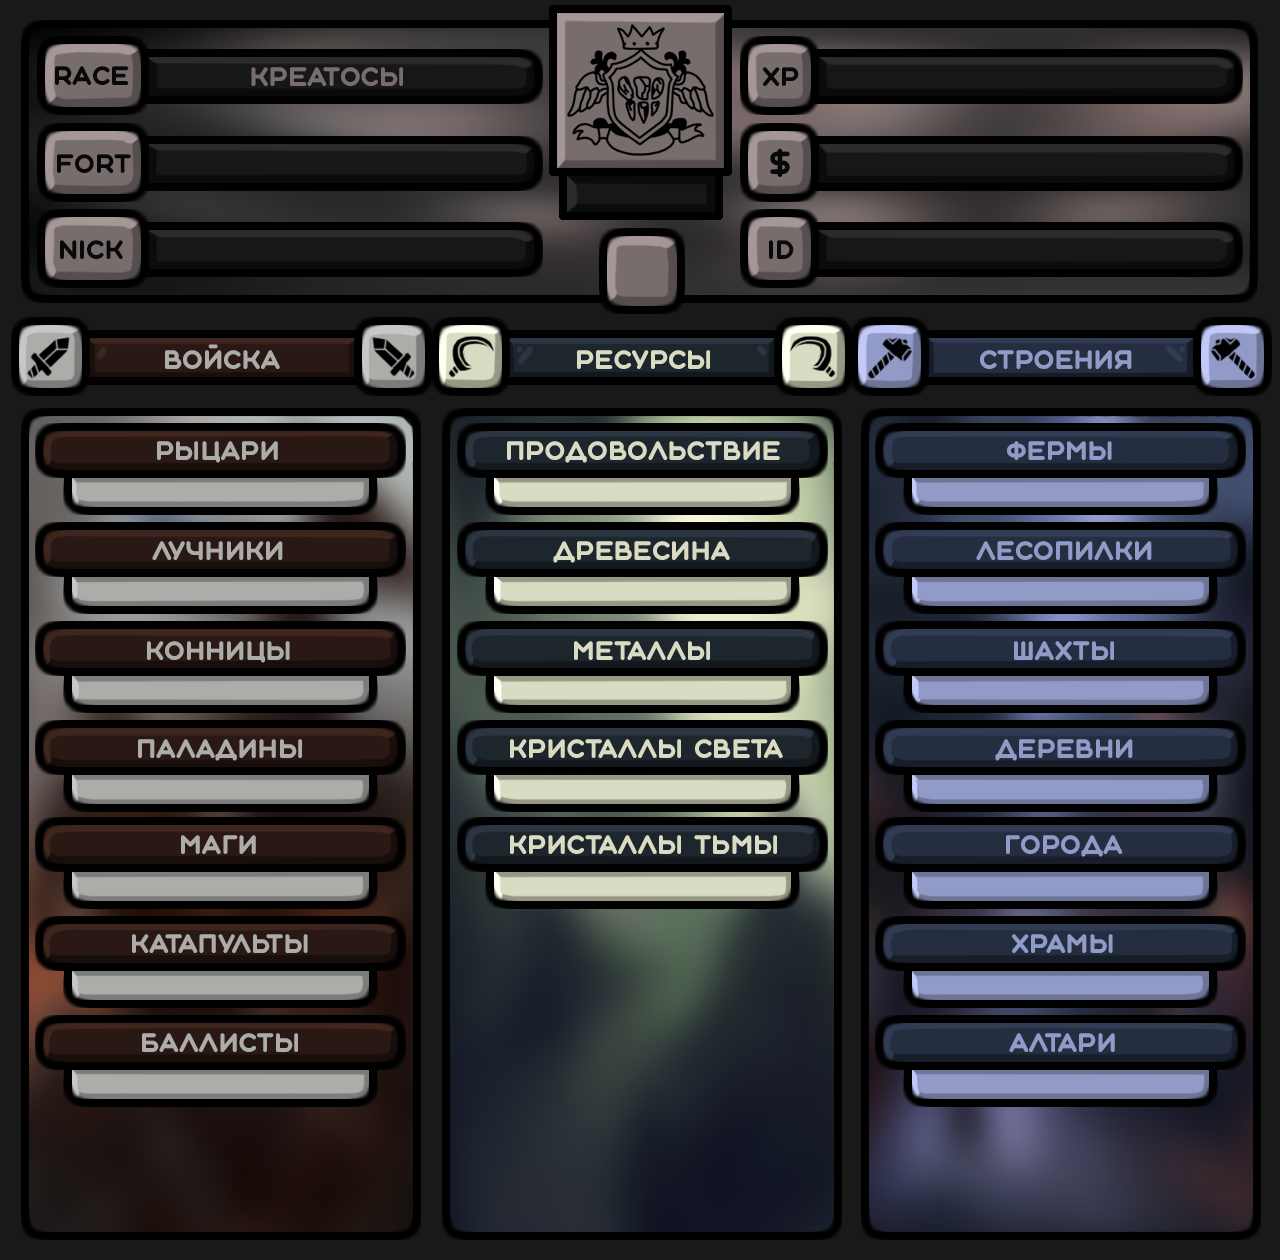 RACE КРЕАТОСЫ XP
FORT $
NICK ID
ВОЙСКА РЕСУРСЫ СТРОЕНИЯ
РЫЦАРИ
ЛУЧНИКИ
КОННИЦЫ
ПАЛАДИНЫ
МАГИ
КАТАПУЛЬТЫ
БАЛЛИСТЫ
ПРОДОВОЛЬСТВИЕ
ДРЕВЕСИНА
МЕТАЛЛЫ
КРИСТАЛЛЫ СВЕТА
КРИСТАЛЛЫ ТЬМЫ
ФЕРМЫ
ЛЕСОПИЛКИ
ШАХТЫ
ДЕРЕВНИ
ГОРОДА
ХРАМЫ
АЛТАРИ